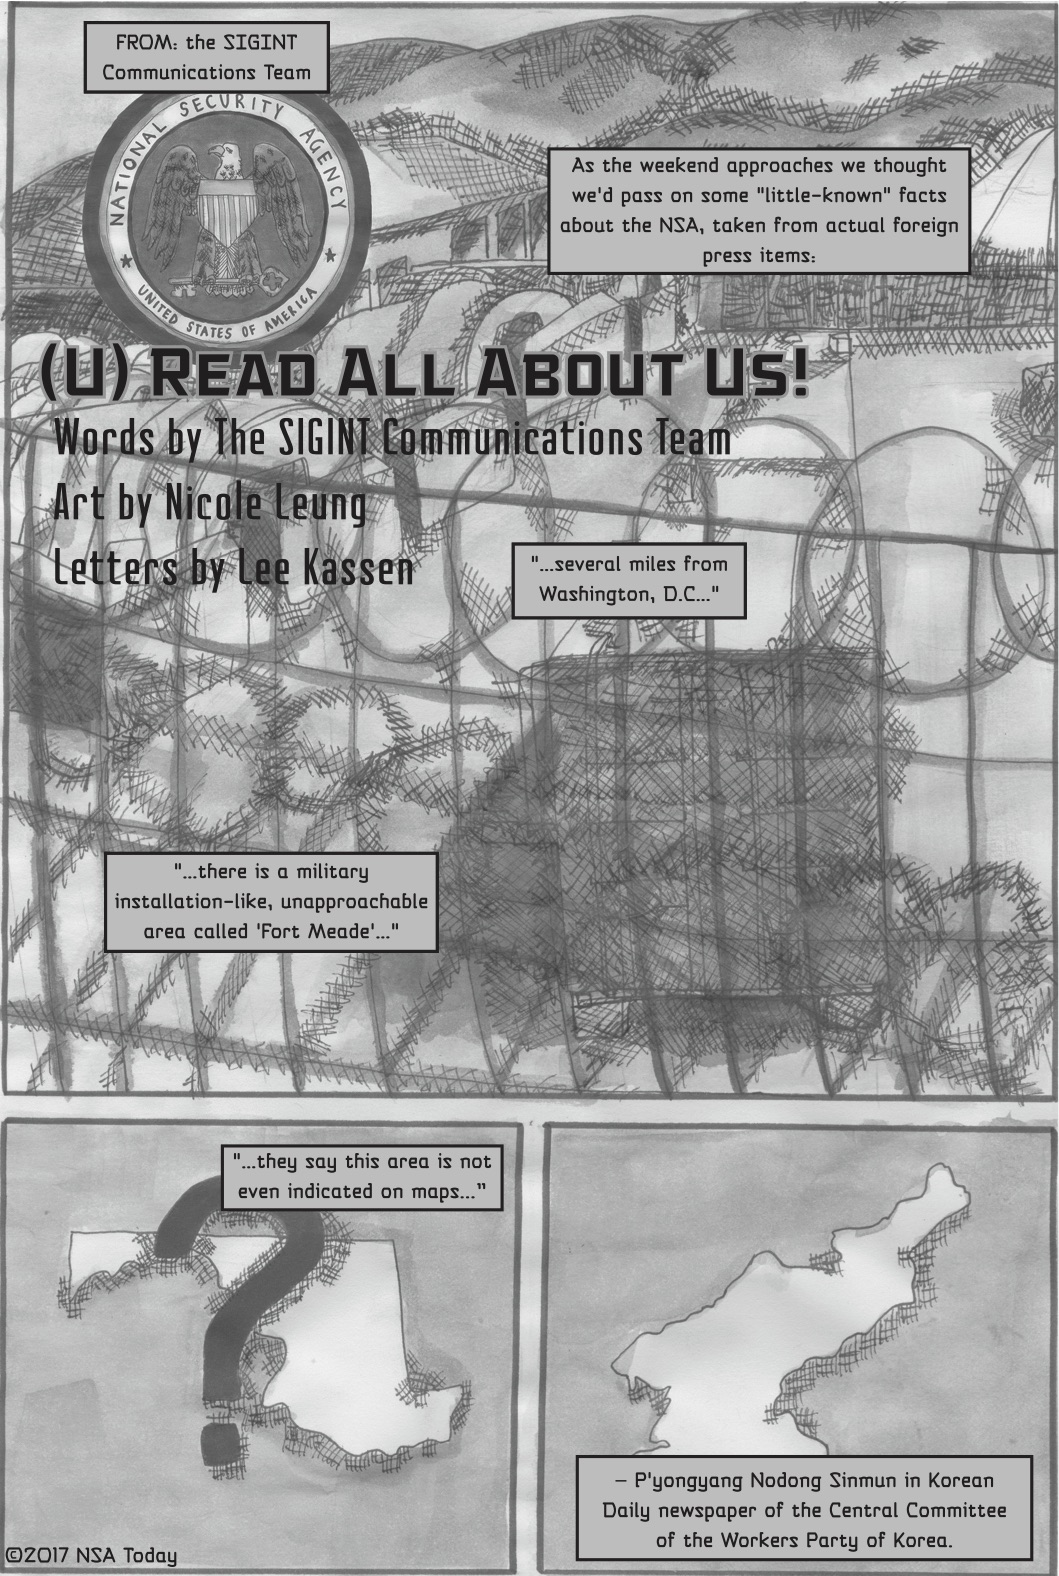 FROM: the SIGINT
Communications Team
NATIONAL SECURITY AGENCY
UNITED STATES OF AMERICA
As the weekend approaches we thought
we'd pass on some "little-known" facts
about the NSA, taken from actual foreign
press items:
(U) READ ALL ABOUT US!
Words by The SIGINT Communications Team
Art by Nicole Leung
Letters by Lee Kassen
"...several miles from
Washington, D.C..."
"...there is a military
installation-like, unapproachable
area called 'Fort Meade'..."
"...they say this area is not
even indicated on maps..."
?
– P'yongyang Nodong Sinmun in Korean
Daily newspaper of the Central Committee
of the Workers Party of Korea.
©2017 NSA Today